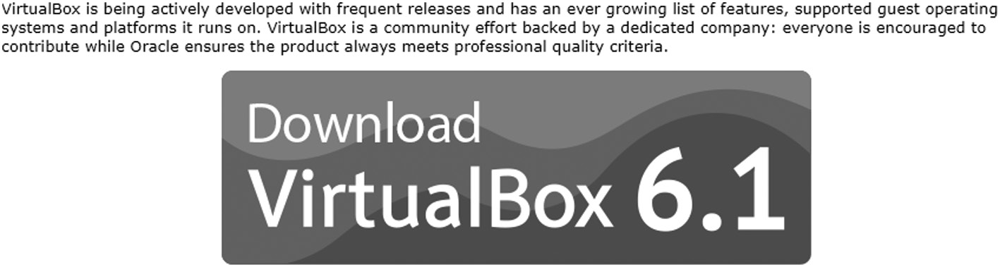 VirtualBox is being actively developed with frequent releases and has an ever growing list of features, supported guest operating
systems and platforms it runs on. VirtualBox is a community effort backed by a dedicated company: everyone is encouraged to
contribute while Oracle ensures the product always meets professional quality criteria.
Download
VirtualBox 6.1